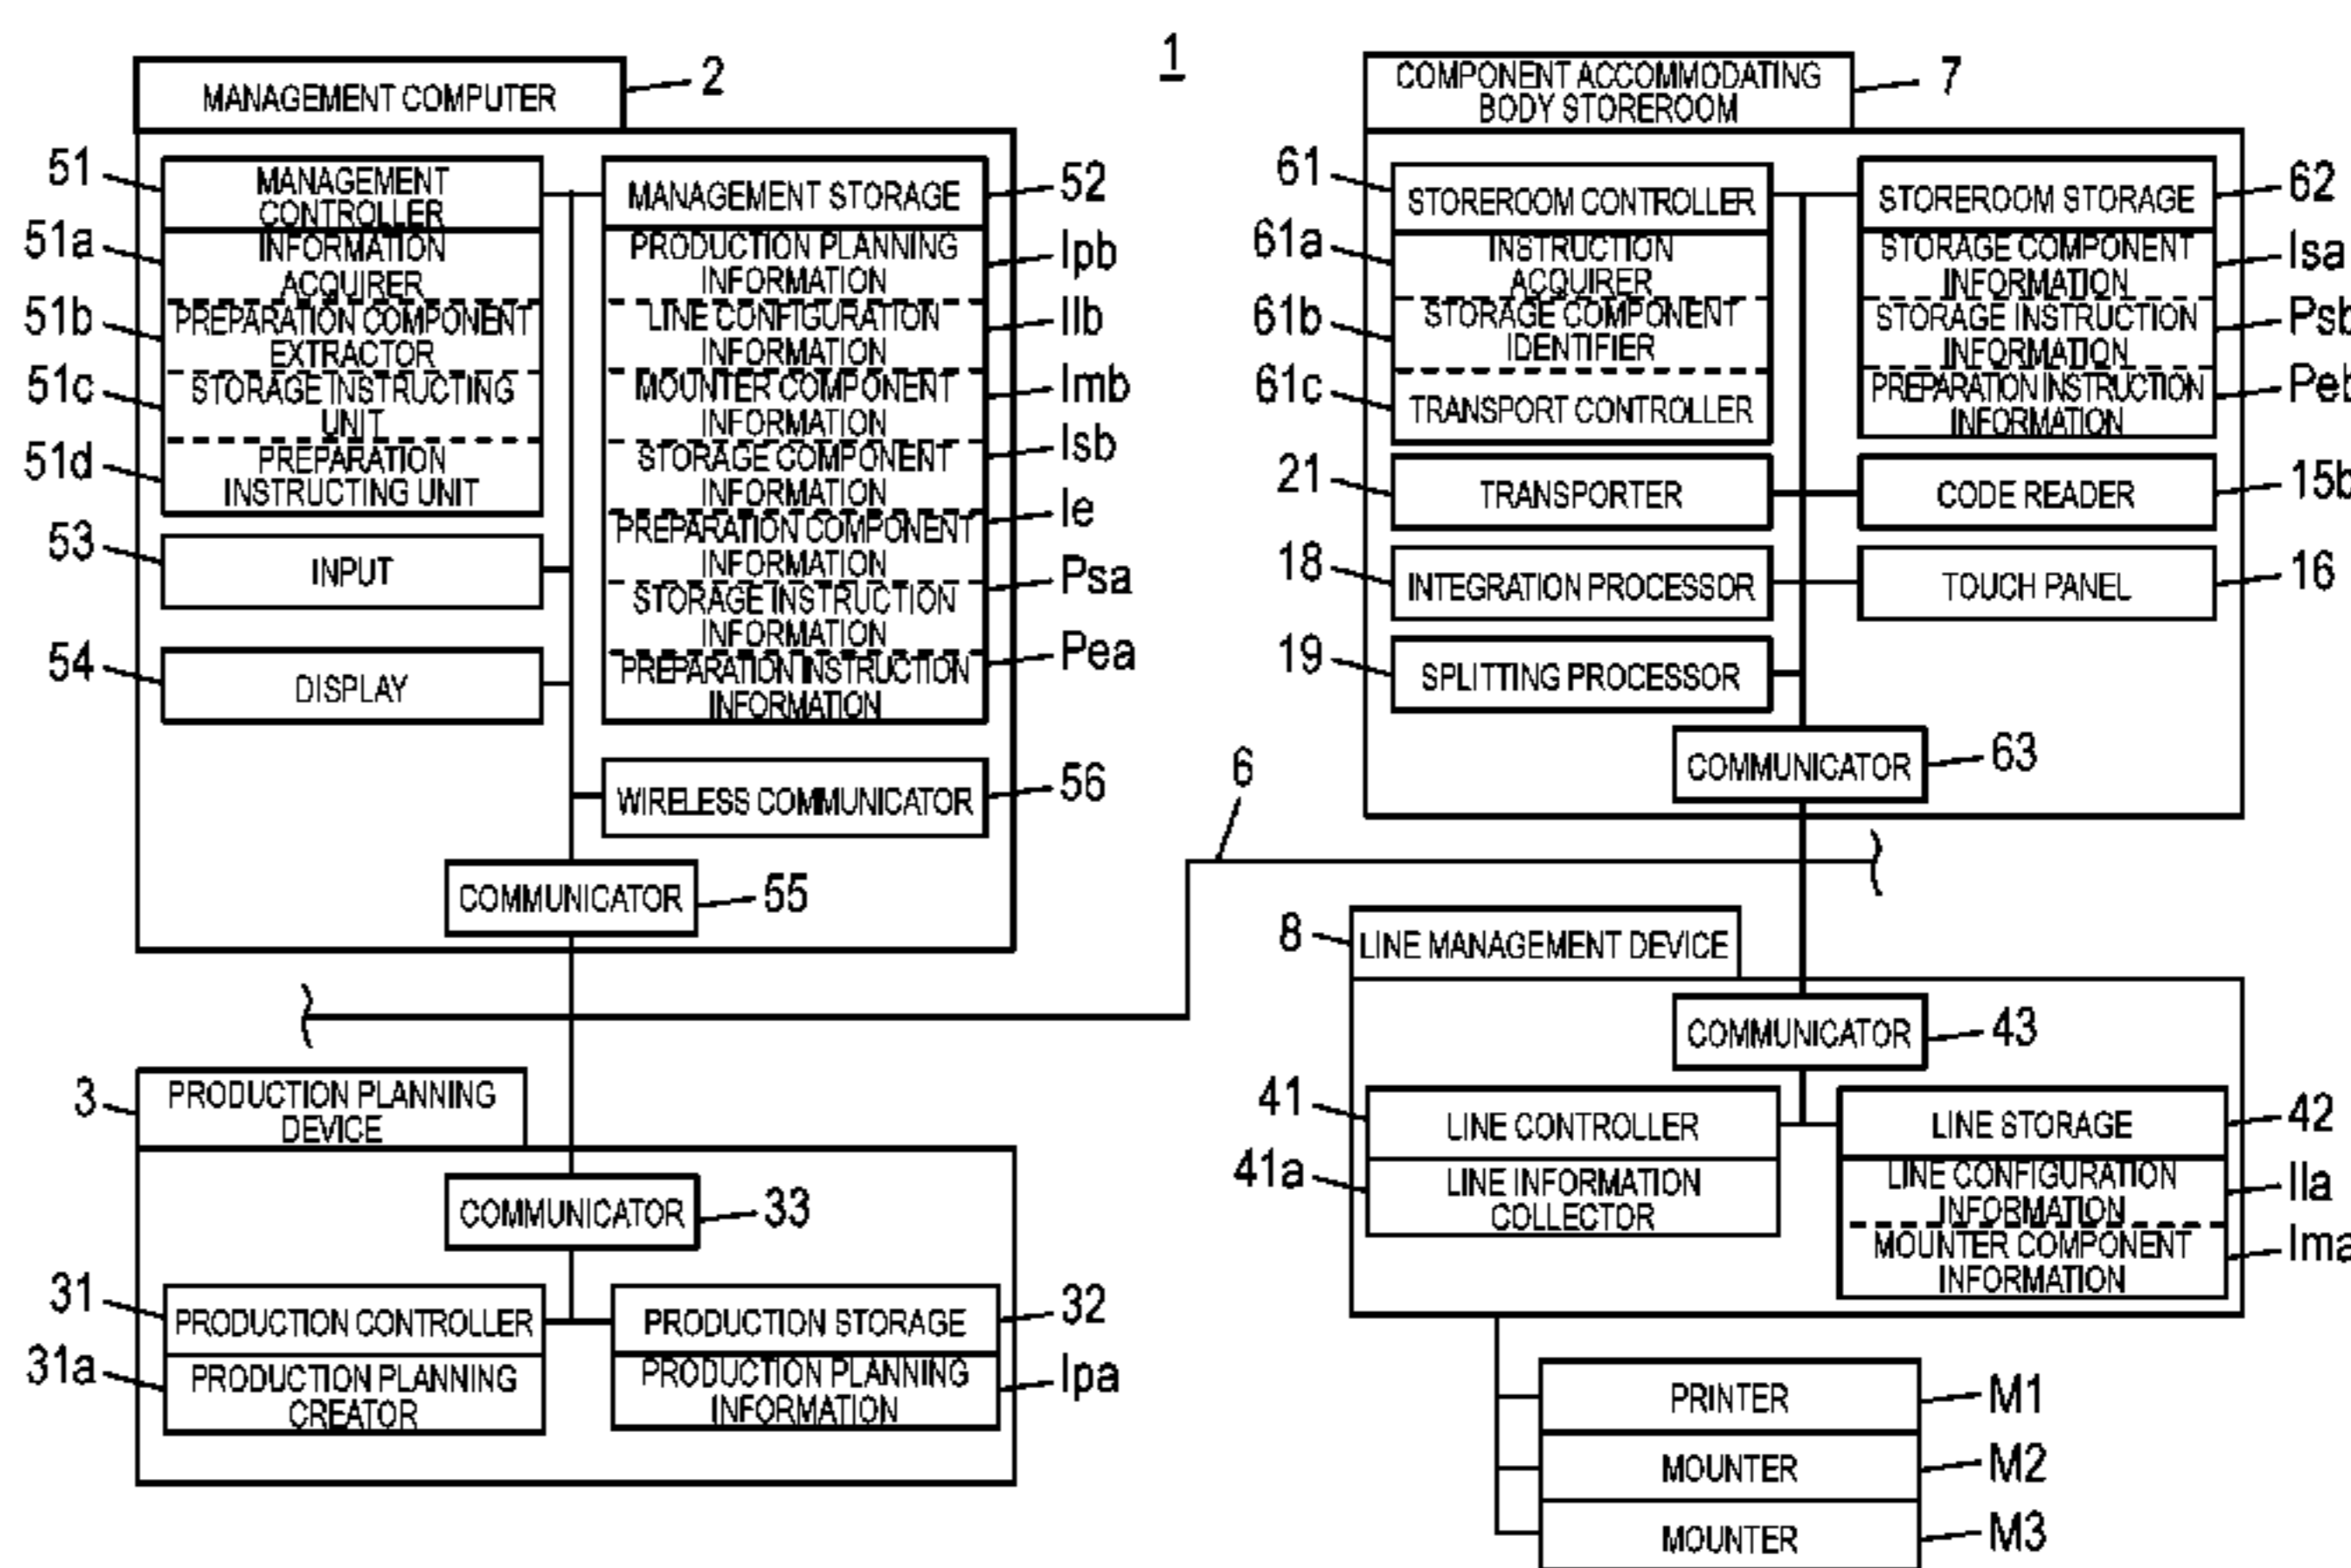 1
MANAGEMENT COMPUTER
2
51
MANAGEMENT
CONTROLLER
51a
INFORMATION
ACQUIRER
51b
PREPARATION COMPONENT
EXTRACTOR
51c
STORAGE INSTRUCTING
UNIT
51d
PREPARATION
INSTRUCTING UNIT
53
INPUT
54
DISPLAY
MANAGEMENT STORAGE
52
PRODUCTION PLANNING
INFORMATION
Ipb
LINE CONFIGURATION
INFORMATION
Ilb
MOUNTER COMPONENT
INFORMATION
Imb
STORAGE COMPONENT
INFORMATION
Isb
PREPARATION COMPONENT
INFORMATION
Ie
STORAGE INSTRUCTION
INFORMATION
Psa
PREPARATION INSTRUCTION
INFORMATION
Pea
WIRELESS COMMUNICATOR
56
COMMUNICATOR
55
6
COMPONENT ACCOMMODATING
BODY STOREROOM
7
61
STOREROOM CONTROLLER
61a
INSTRUCTION
ACQUIRER
61b
STORAGE COMPONENT
IDENTIFIER
61c
TRANSPORT CONTROLLER
21
TRANSPORTER
18
INTEGRATION PROCESSOR
19
SPLITTING PROCESSOR
STOREROOM STORAGE
62
STORAGE COMPONENT
INFORMATION
Isa
STORAGE INSTRUCTION
INFORMATION
Psb
PREPARATION INSTRUCTION
INFORMATION
Peb
CODE READER
15b
TOUCH PANEL
16
COMMUNICATOR
63
3
PRODUCTION PLANNING
DEVICE
COMMUNICATOR
33
31
PRODUCTION CONTROLLER
31a
PRODUCTION PLANNING
CREATOR
PRODUCTION STORAGE
32
PRODUCTION PLANNING
INFORMATION
Ipa
8
LINE MANAGEMENT DEVICE
COMMUNICATOR
43
41
LINE CONTROLLER
41a
LINE INFORMATION
COLLECTOR
LINE STORAGE
42
LINE CONFIGURATION
INFORMATION
Ila
MOUNTER COMPONENT
INFORMATION
Ima
PRINTER
M1
MOUNTER
M2
MOUNTER
M3